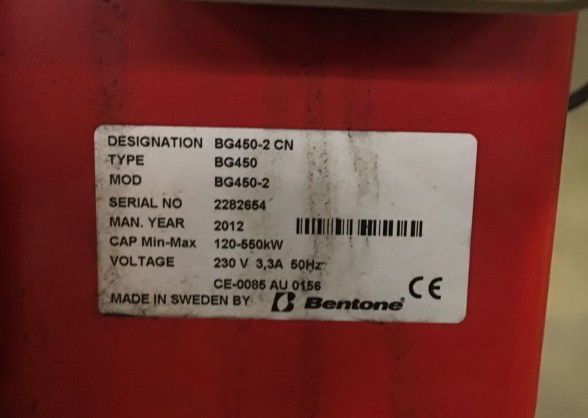 DESIGNATION BG450-2 CN
TYPE BG450
MOD BG450-2
SERIAL NO 2282654
MAN. YEAR 2012
CAP Min-Max 120-550kW
VOLTAGE 230 V 3,3A 50Hz
CE-0085 AU 0156
MADE IN SWEDEN BY Bentone® CE